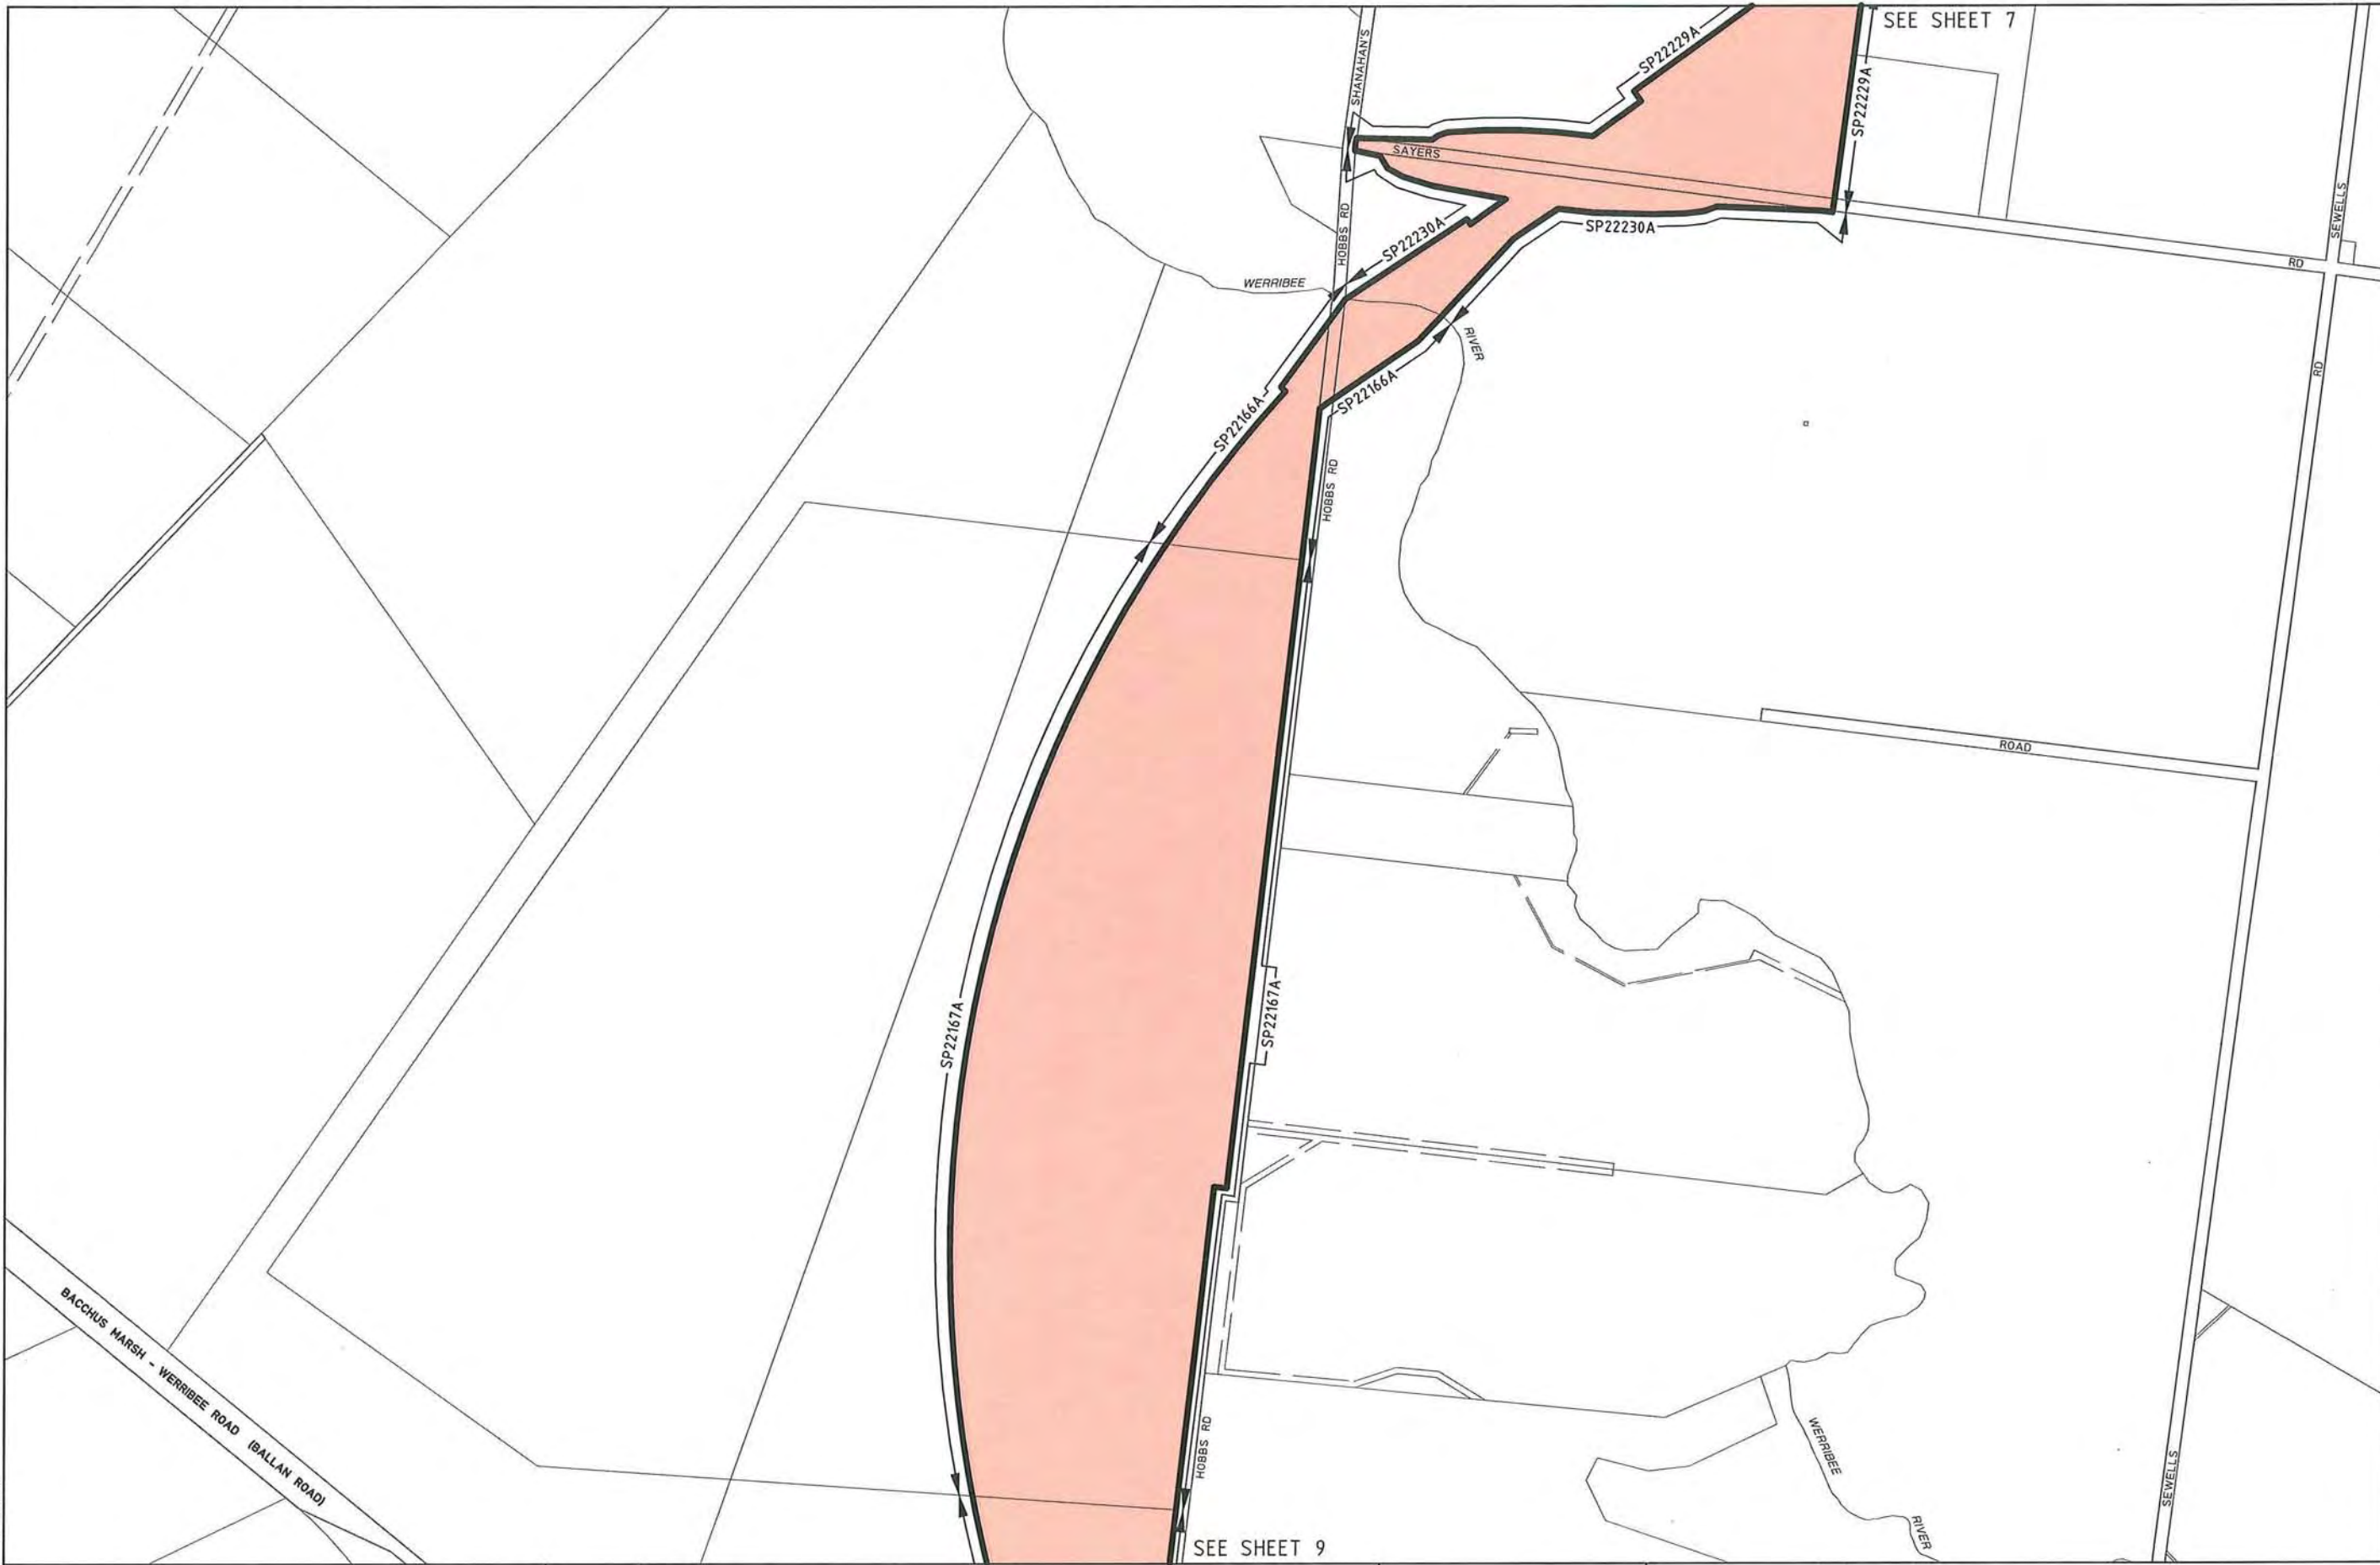 SEE SHEET 7
SHANAHAN'S
SP22229A
SP22229A
SAYERS
HOBBS RD
SP22230A
SP22230A
SEWELLS
RD
WERRIBEE
RIVER
RD
SP22166A
SP22166A
HOBBS RD
ROAD
SP22167A
SP22167A
BACCHUS MARSH - WERRIBEE ROAD (BALLAN ROAD)
HOBBS RD
WERRIBEE
RIVER
SEWELLS
SEE SHEET 9